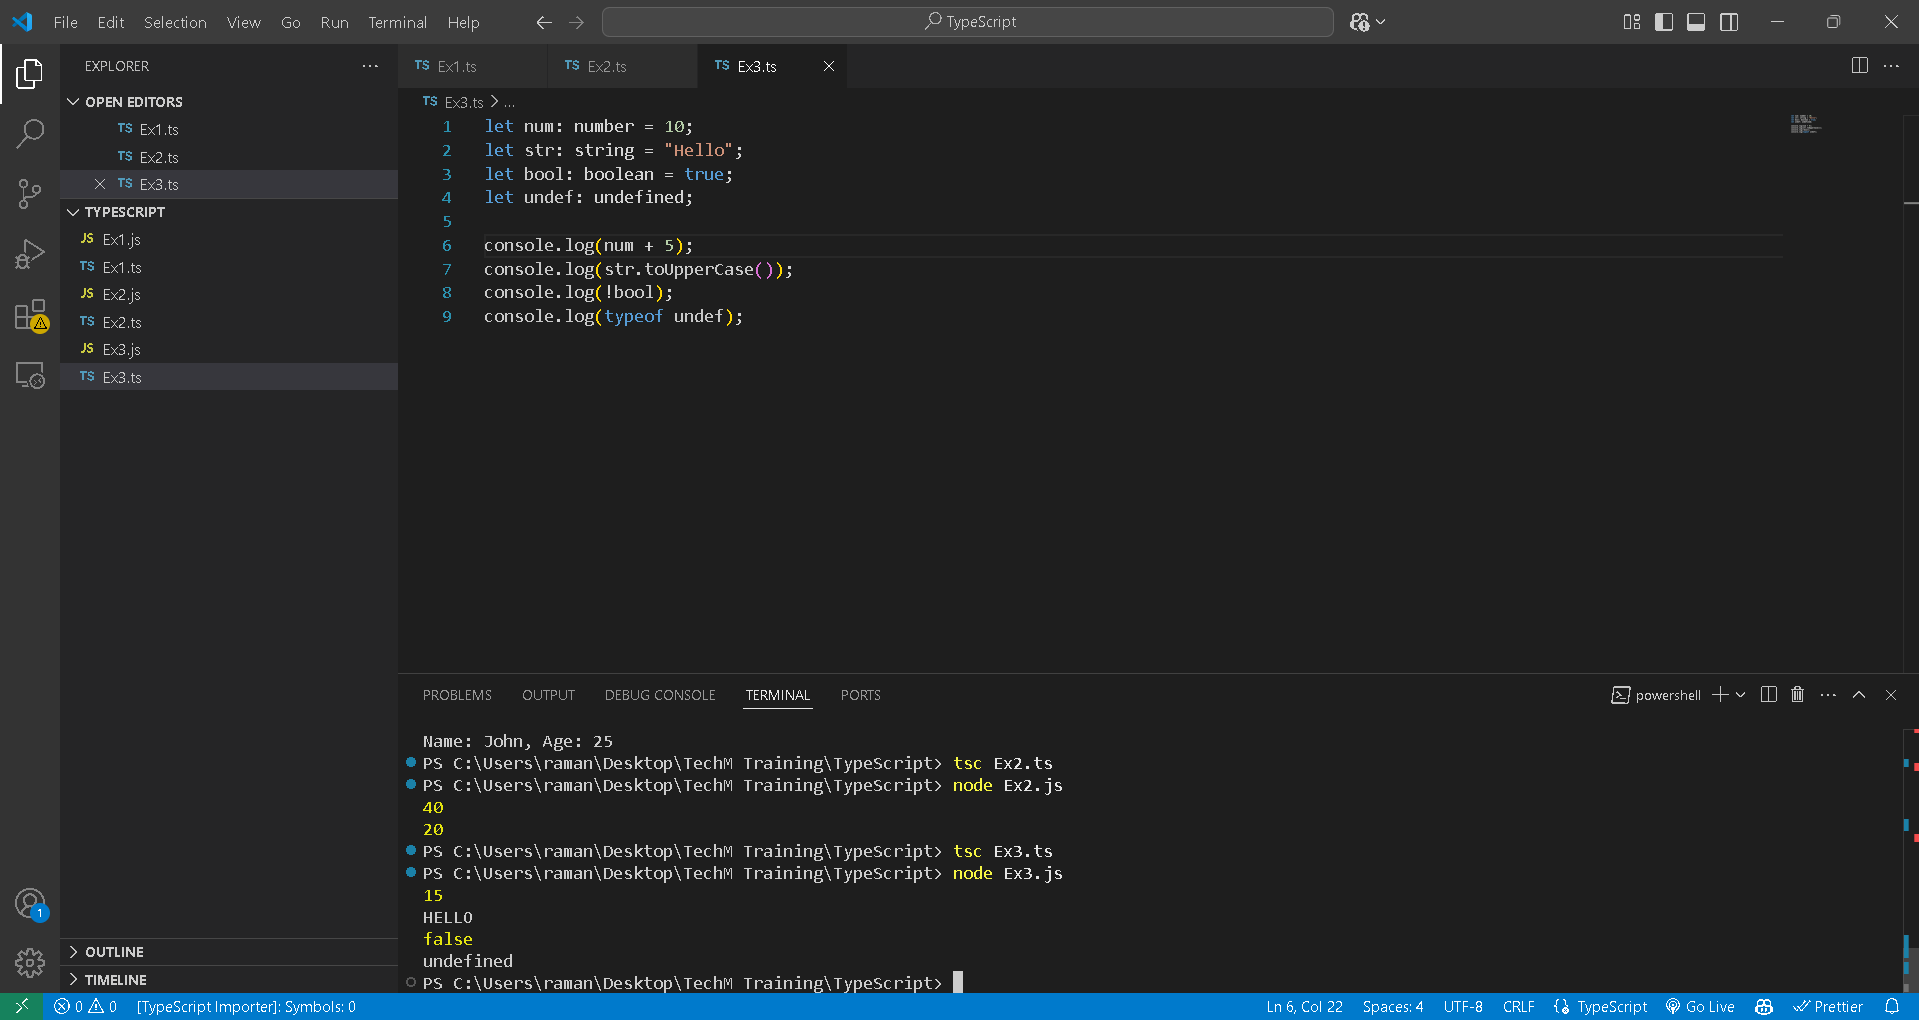 File Edit Selection View Go Run Terminal Help TypeScript
EXPLORER
OPEN EDITORS
TS Ex1.ts
TS Ex2.ts
TS Ex3.ts
TYPESCRIPT
JS Ex1.js
TS Ex1.ts
JS Ex2.js
TS Ex2.ts
JS Ex3.js
TS Ex3.ts
OUTLINE
TIMELINE
TS Ex1.ts TS Ex2.ts TS Ex3.ts
TS Ex3.ts > ...
1 let num: number = 10;
2 let str: string = "Hello";
3 let bool: boolean = true;
4 let undef: undefined;
5
6 console.log(num + 5);
7 console.log(str.toUpperCase());
8 console.log(!bool);
9 console.log(typeof undef);
PROBLEMS OUTPUT DEBUG CONSOLE TERMINAL PORTS powershell
Name: John, Age: 25
PS C:\Users\raman\Desktop\TechM Training\TypeScript> tsc Ex2.ts
PS C:\Users\raman\Desktop\TechM Training\TypeScript> node Ex2.js
40
20
PS C:\Users\raman\Desktop\TechM Training\TypeScript> tsc Ex3.ts
PS C:\Users\raman\Desktop\TechM Training\TypeScript> node Ex3.js
15
HELLO
false
undefined
PS C:\Users\raman\Desktop\TechM Training\TypeScript>
1
0 0 [TypeScript Importer]: Symbols: 0 Ln 6, Col 22 Spaces: 4 UTF-8 CRLF {} TypeScript Go Live Prettier